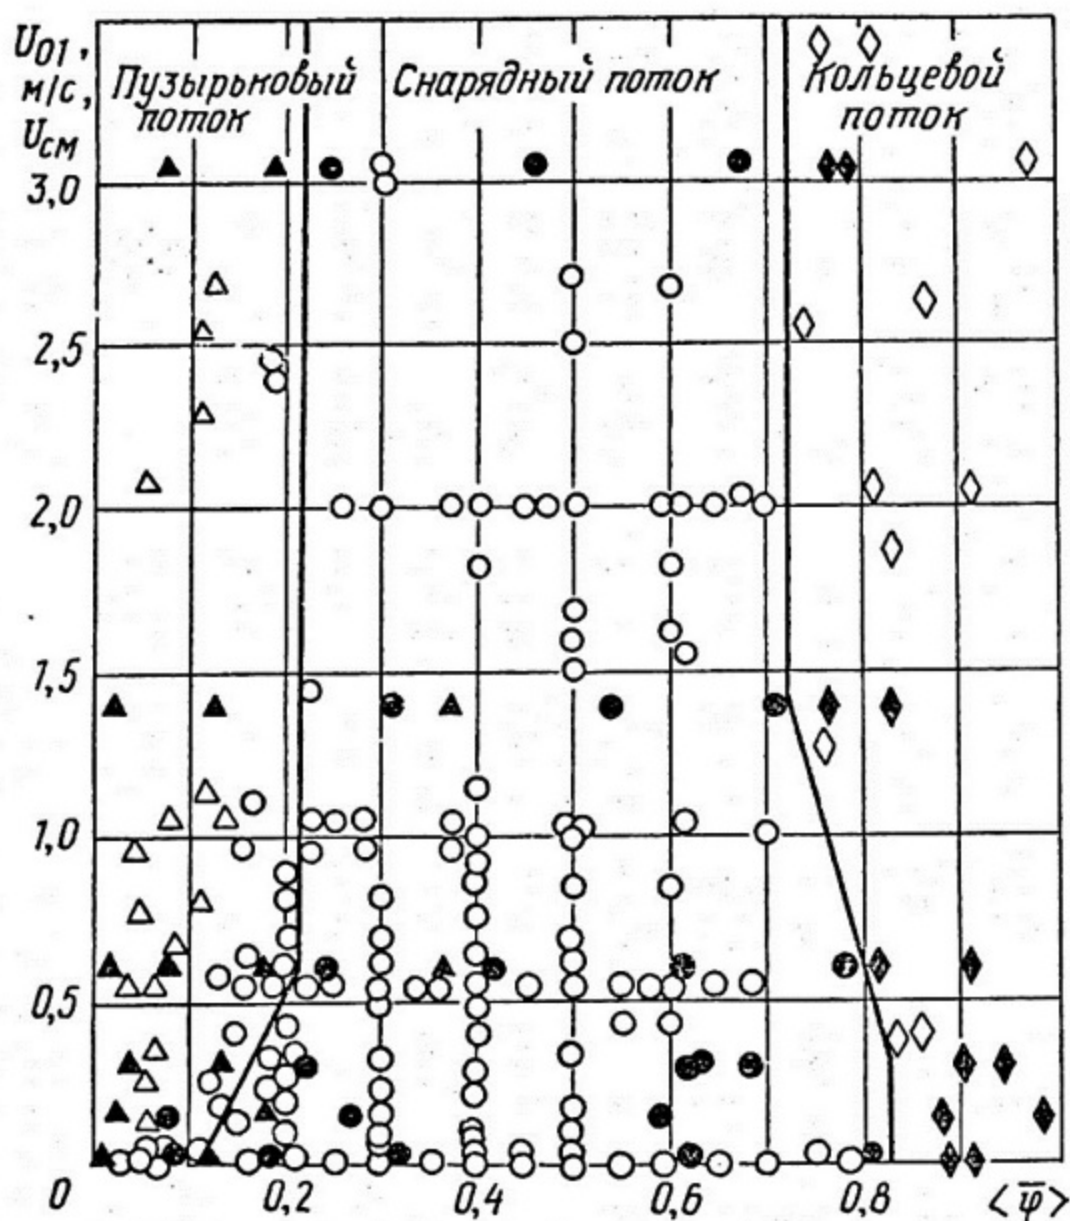 U₀₁,
м/с,
Uсм
Пузырьковый
поток
Снарядный поток
Кольцевой
поток
3,0
2,5
2,0
1,5
1,0
0,5
0
0,2
0,4
0,6
0,8
<φ̅>